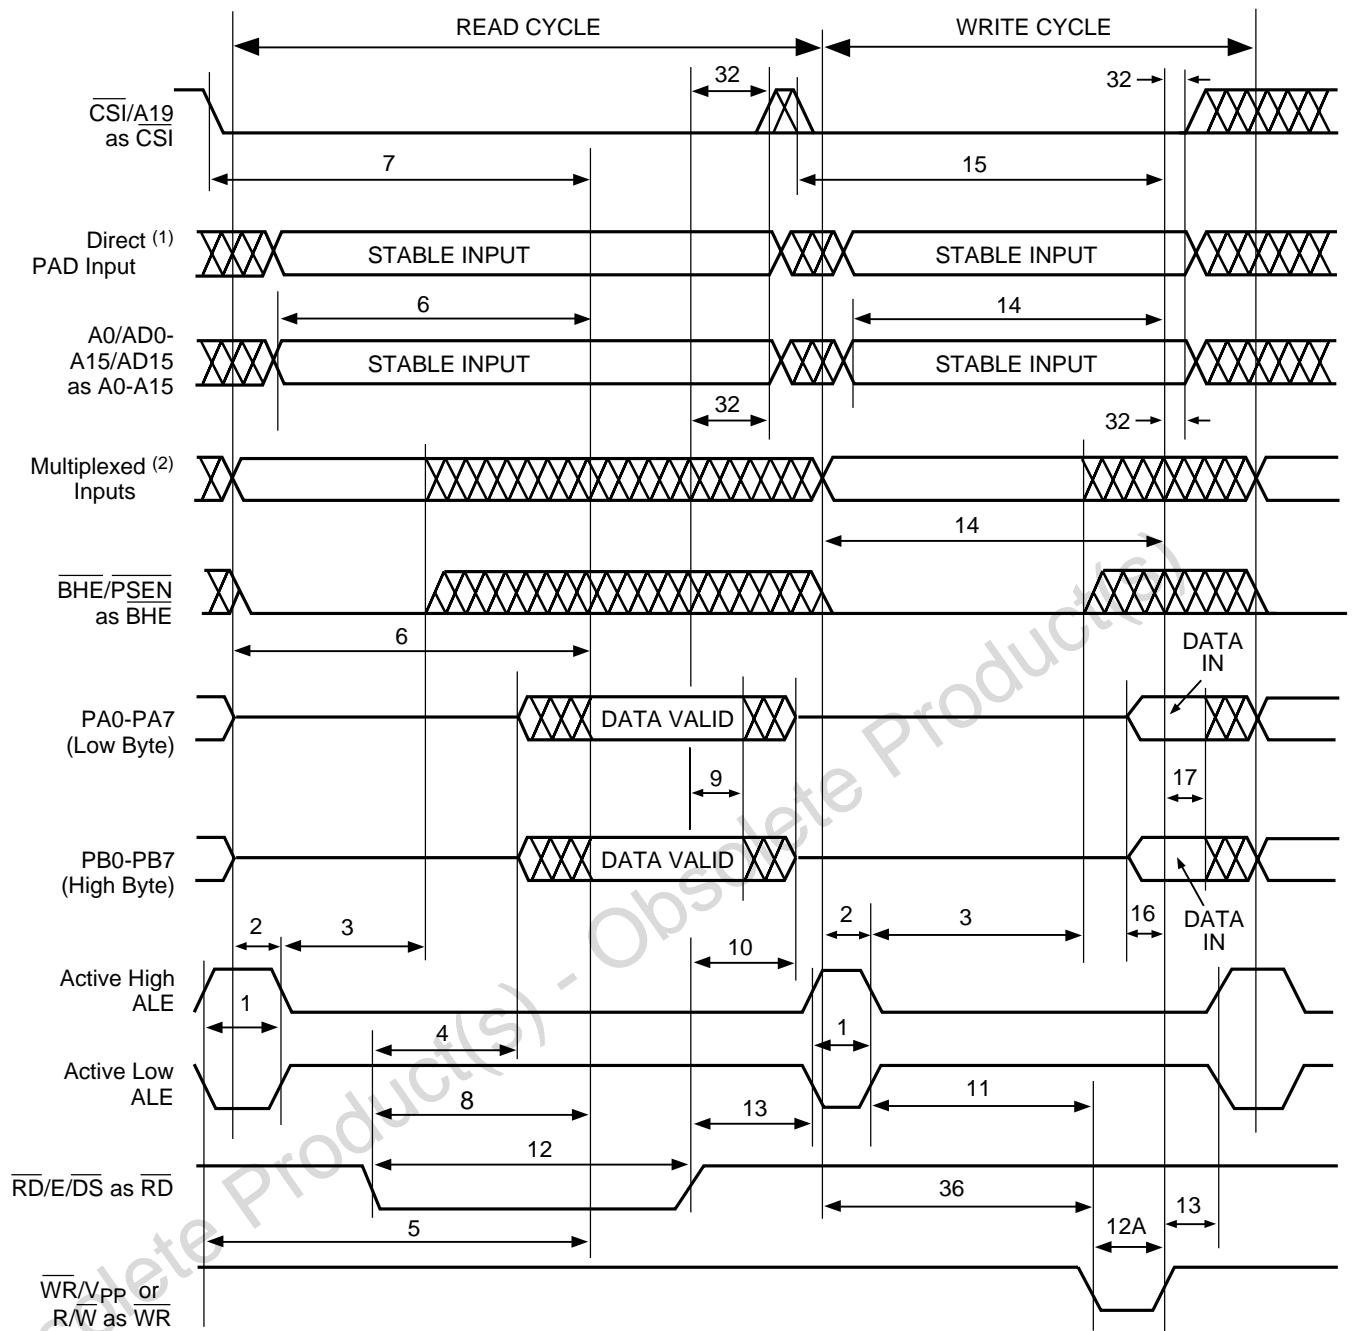 READ CYCLE
WRITE CYCLE
32
32
CSI/A19
as CSI
7
15
Direct (1)
PAD Input
STABLE INPUT
STABLE INPUT
6
14
A0/AD0-
A15/AD15
as A0-A15
STABLE INPUT
STABLE INPUT
32
32
Multiplexed (2)
Inputs
14
BHE/PSEN
as BHE
6
DATA
IN
PA0-PA7
(Low Byte)
DATA VALID
9
17
PB0-PB7
(High Byte)
DATA VALID
2
3
2
3
16
DATA
IN
10
Active High
ALE
1
1
4
Active Low
ALE
8
13
11
12
RD/E/DS as RD
36
13
5
12A
WR/VPP or
R/W as WR
Obsolete Product(s) - Obsolete Product(s)